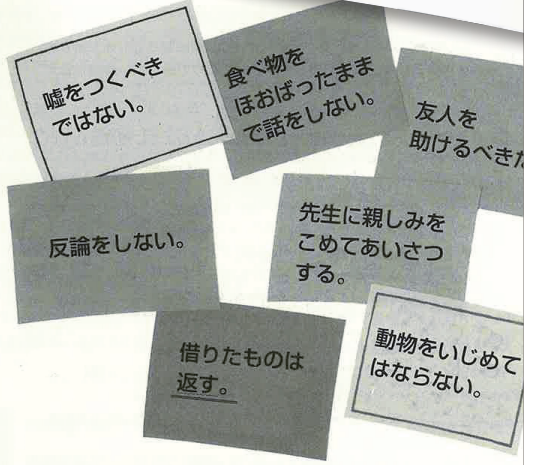 嘘をつくべき
ではない。
食べ物を
ほおばったまま
で話をしない。
友人を
助けるべきだ
反論をしない。
先生に親しみを
こめてあいさつ
する。
動物をいじめて
はならない。
借りたものは
返す。